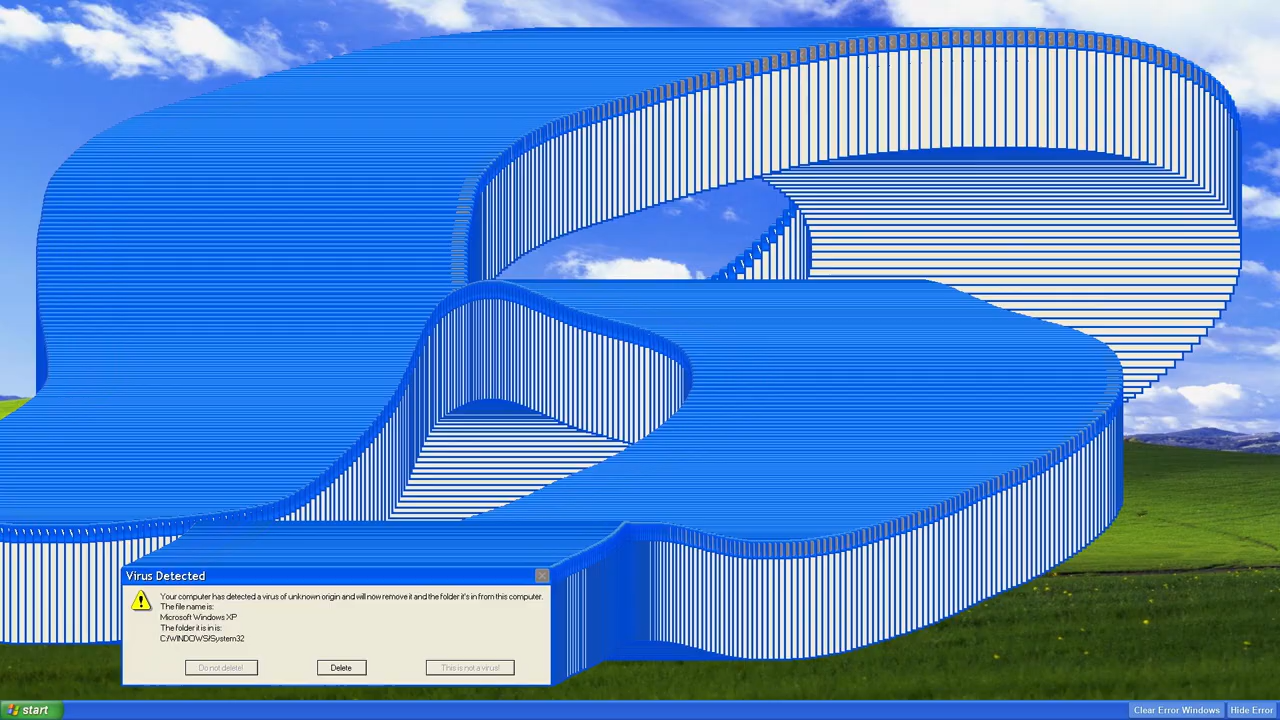 Virus Detected
Your computer has detected a virus of unknown origin and will now remove it and the folder it's in from this computer.
The file name is:
Microsoft Windows XP
The folder it is in is:
C:/WINDOWS/System32
Do not delete!
Delete
This is not a virus!
start
Clear Error Windows
Hide Error